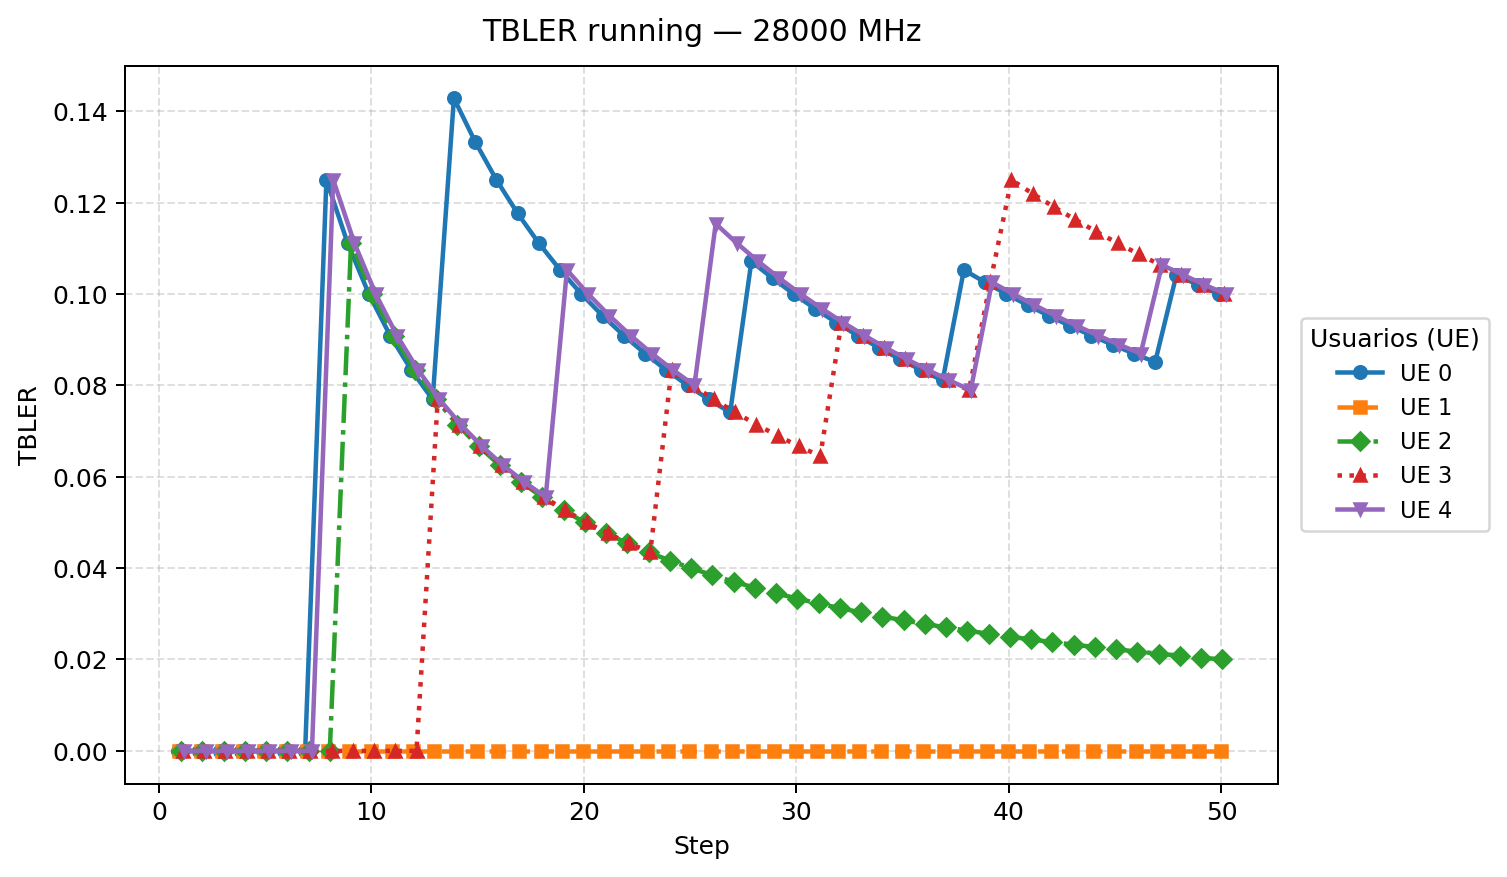 TBLER running — 28000 MHz
0.14
0.12
0.10
0.08
0.06
0.04
0.02
0.00
TBLER
0 10 20 30 40 50
Step
Usuarios (UE)
UE 0
UE 1
UE 2
UE 3
UE 4